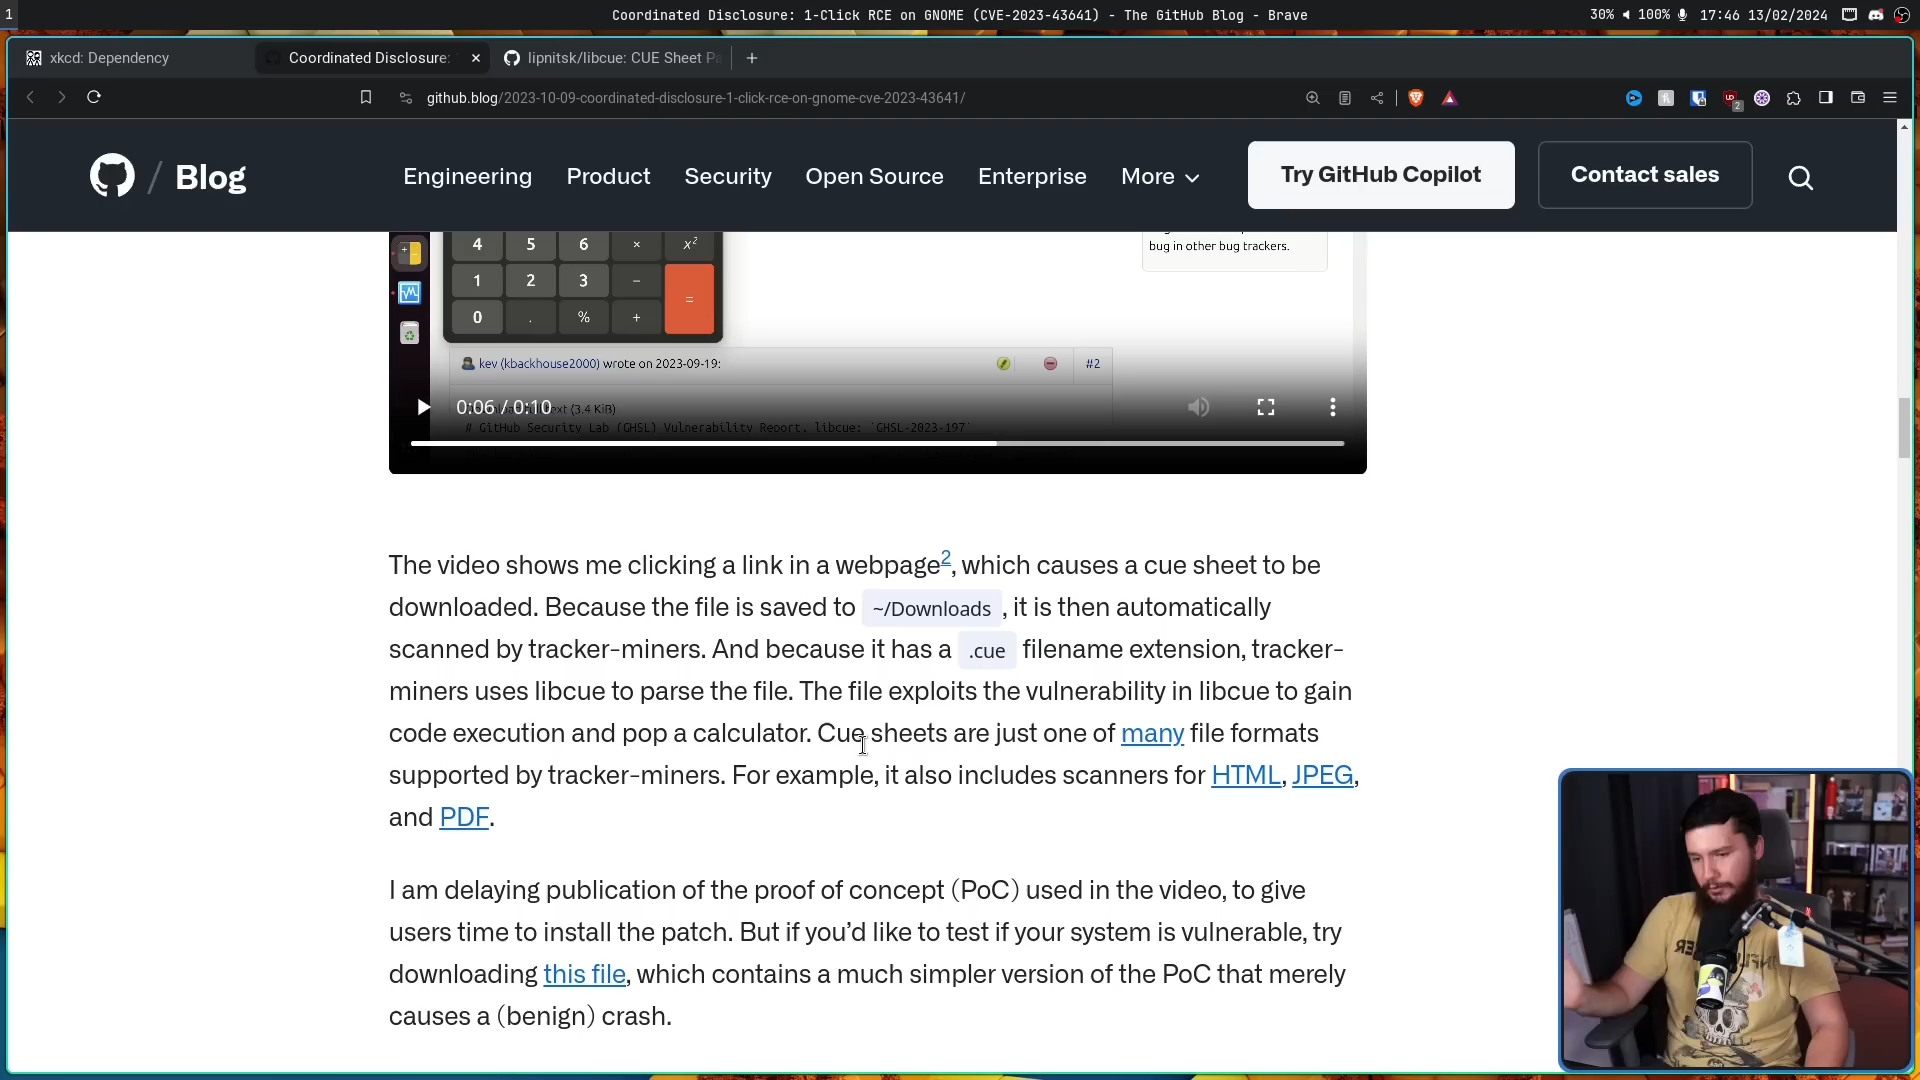 1
Coordinated Disclosure: 1-Click RCE on GNOME (CVE-2023-43641) - The GitHub Blog - Brave
30% 100% 17:46 13/02/2024
xkcd: Dependency
Coordinated Disclosure:
lipnitsk/libcue: CUE Sheet Pa
github.blog/2023-10-09-coordinated-disclosure-1-click-rce-on-gnome-cve-2023-43641/
2
/ Blog
Engineering Product Security Open Source Enterprise More
Try GitHub Copilot
Contact sales
4 5 6 × x²
1 2 3 −
0 . % + =
bug in other bug trackers.
kev (kbackhouse2000) wrote on 2023-09-19:
#2
0:06 / 0:10
full text (3.4 KiB)
# GitHub Security Lab (GHSL) Vulnerability Report, libcue: `GHSL-2023-197`
The video shows me clicking a link in a webpage2, which causes a cue sheet to be
downloaded. Because the file is saved to ~/Downloads, it is then automatically
scanned by tracker-miners. And because it has a .cue filename extension, tracker-
miners uses libcue to parse the file. The file exploits the vulnerability in libcue to gain
code execution and pop a calculator. Cue sheets are just one of many file formats
supported by tracker-miners. For example, it also includes scanners for HTML, JPEG,
and PDF.
I am delaying publication of the proof of concept (PoC) used in the video, to give
users time to install the patch. But if you’d like to test if your system is vulnerable, try
downloading this file, which contains a much simpler version of the PoC that merely
causes a (benign) crash.